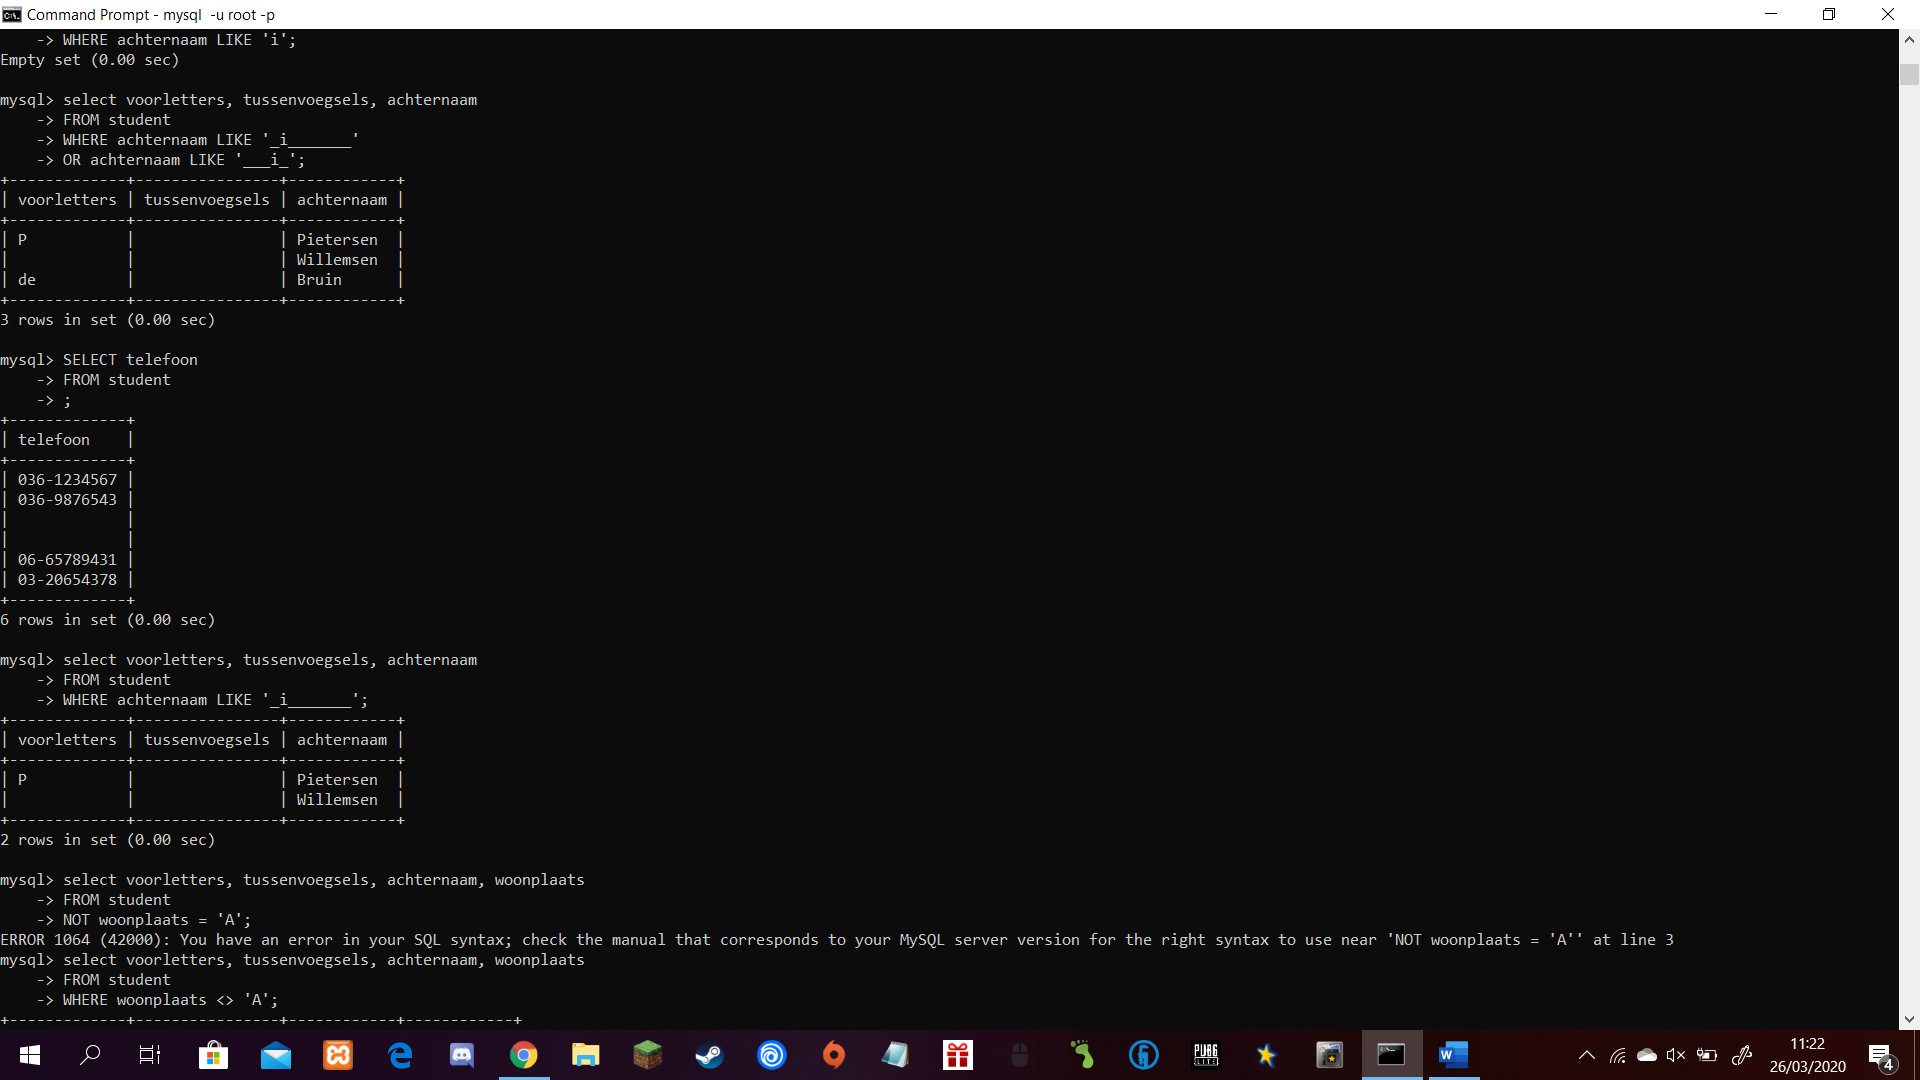 Command Prompt - mysql  -u root -p
    -> WHERE achternaam LIKE 'i';
Empty set (0.00 sec)
mysql> select voorletters, tussenvoegsels, achternaam
    -> FROM student
    -> WHERE achternaam LIKE '_i_______'
    -> OR achternaam LIKE '___i_';
+-------------+----------------+------------+
| voorletters | tussenvoegsels | achternaam |
+-------------+----------------+------------+
| P           |                | Pietersen  |
|             |                | Willemsen  |
| de          |                | Bruin      |
+-------------+----------------+------------+
3 rows in set (0.00 sec)
mysql> SELECT telefoon
    -> FROM student
    -> ;
+-------------+
| telefoon    |
+-------------+
| 036-1234567 |
| 036-9876543 |
|             |
|             |
| 06-65789431 |
| 03-20654378 |
+-------------+
6 rows in set (0.00 sec)
mysql> select voorletters, tussenvoegsels, achternaam
    -> FROM student
    -> WHERE achternaam LIKE '_i_______';
+-------------+----------------+------------+
| voorletters | tussenvoegsels | achternaam |
+-------------+----------------+------------+
| P           |                | Pietersen  |
|             |                | Willemsen  |
+-------------+----------------+------------+
2 rows in set (0.00 sec)
mysql> select voorletters, tussenvoegsels, achternaam, woonplaats
    -> FROM student
    -> NOT woonplaats = 'A';
ERROR 1064 (42000): You have an error in your SQL syntax; check the manual that corresponds to your MySQL server version for the right syntax to use near 'NOT woonplaats = 'A'' at line 3
mysql> select voorletters, tussenvoegsels, achternaam, woonplaats
    -> FROM student
    -> WHERE woonplaats <> 'A';
+-------------+----------------+------------+------------+
PUBG
LITE
W
11:22
26/03/2020
4